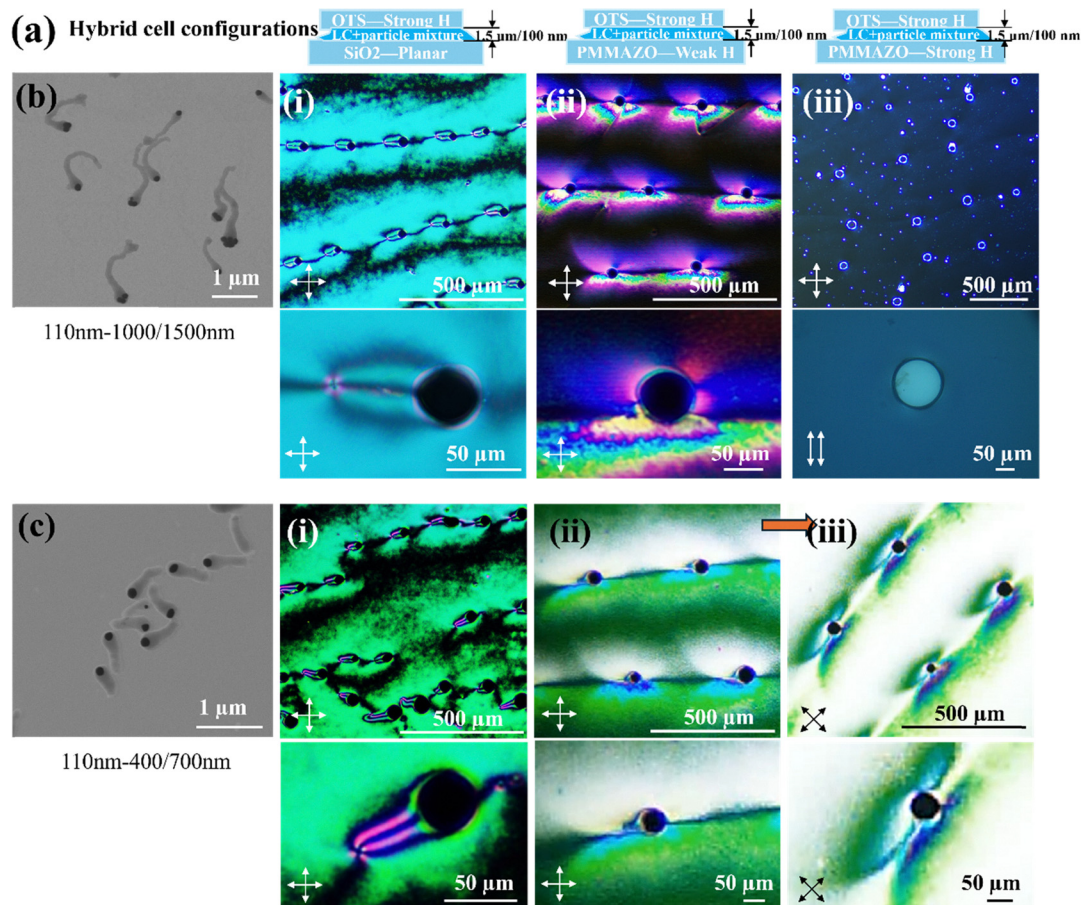 (a) Hybrid cell configurations
OTS—Strong H
LC+particle mixture
1.5 µm/100 nm
SiO2—Planar
OTS—Strong H
LC+particle mixture
1.5 µm/100 nm
PMMAZO—Weak H
OTS—Strong H
LC+particle mixture
1.5 µm/100 nm
PMMAZO—Strong H
(b)
1 µm
110nm-1000/1500nm
(i)
500 µm
(ii)
500 µm
(iii)
500 µm
50 µm
50 µm
50 µm
(c)
1 µm
110nm-400/700nm
(i)
500 µm
(ii)
500 µm
(iii)
500 µm
50 µm
50 µm
50 µm